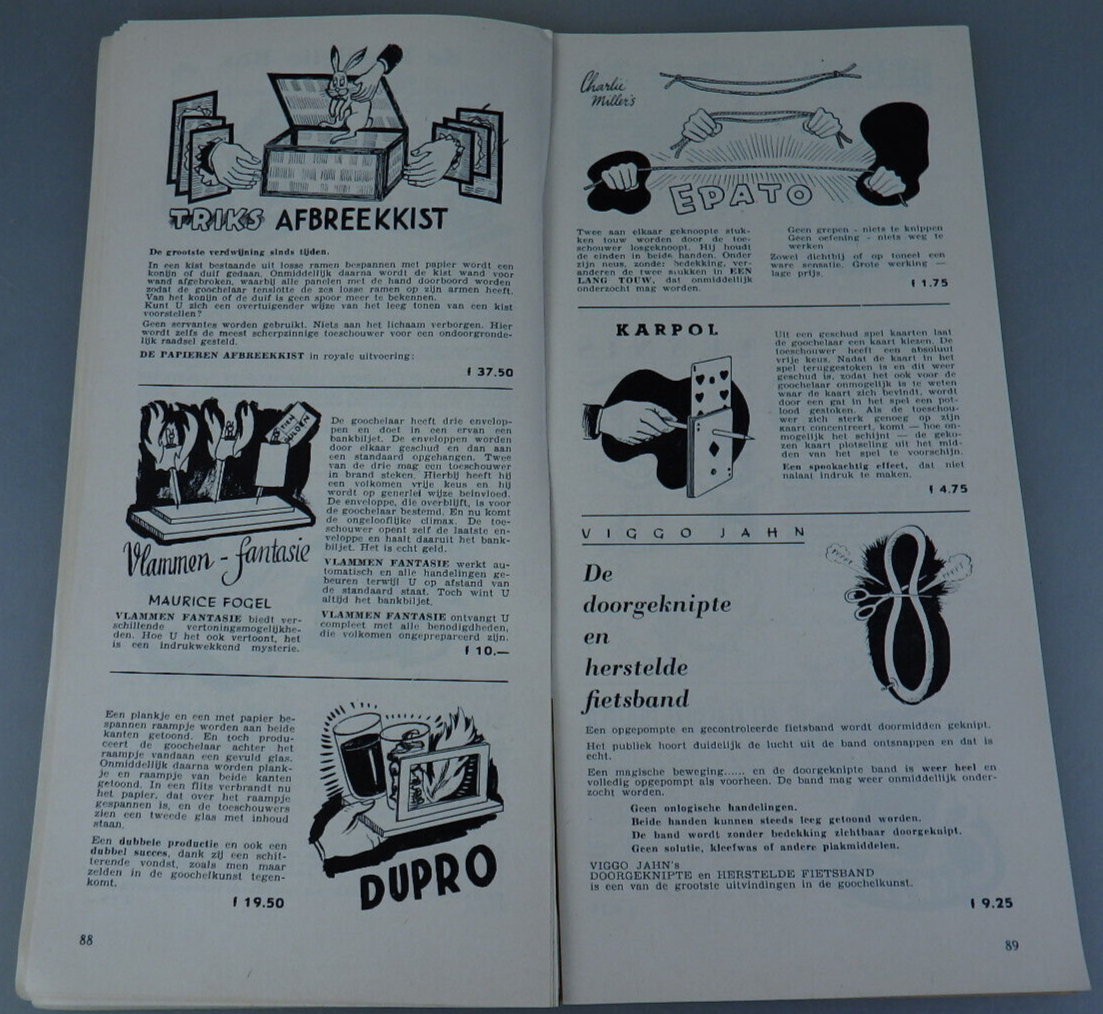 TRIKS AFBREEKKIST
De grootste verdwijning sinds tijden.
In een kist bestaande uit losse ramen bespannen met papier wordt een
konijn of duif gedaan. Onmiddellijk daarna wordt de kist wand voor
wand afgebroken, waarbij alle panelen met de hand doorboord worden
zodat de goochelaar tenslotte de zes losse ramen op zijn armen heeft.
Van het konijn of de duif is geen spoor meer te bekennen.
Kunt U zich een overtuigender wijze van het leeg tonen van een kist
voorstellen?
Geen servantes worden gebruikt. Niets aan het lichaam verborgen. Hier
wordt zelfs de meest scherpzinnige toeschouwer voor een ondoorgronde-
lijk raadsel gesteld.
DE PAPIEREN AFBREEKKIST in royale uitvoering:
f 37.50
TIEN
GULDEN
Vlammen - fantasie
MAURICE FOGEL
VLAMMEN FANTASIE biedt ver-
schillende vertoningsmogelijkhe-
den. Hoe U het ook vertoont, het
is een indrukwekkend mysterie.
De goochelaar heeft drie envelop-
pen en doet in een ervan een
bankbiljet. De enveloppen worden
door elkaar geschud en dan aan
een standaard opgehangen. Twee
van de drie mag een toeschouwer
in brand steken. Hierbij heeft hij
een volkomen vrije keus en hij
wordt op generlei wijze beinvloed.
De enveloppe, die overblijft, is voor
de goochelaar bestemd. En nu komt
de ongelooflijke climax. De toe-
schouwer opent zelf de laatste en-
veloppe en haalt daaruit het bank-
biljet. Het is echt geld.
VLAMMEN FANTASIE werkt au-
tomatisch en alle handelingen ge-
beuren terwijl U op afstand van
de standaard staat. Toch wint U
altijd het bankbiljet.
VLAMMEN FANTASIE ontvangt U
compleet met alle benodigdheden,
die volkomen ongeprepareerd zijn.
f 10.—
Een plankje en een met papier be-
spannen raampje worden aan beide
kanten getoond. En toch produ-
ceert de goochelaar achter het
raampje vandaan een gevuld glas.
Onmiddellijk daarna worden plank-
je en raampje van beide kanten
getoond. In een flits verbrandt nu
het papier, dat over het raampje
gespannen is, en de toeschouwers
zien een tweede glas met inhoud
staan.
Een dubbele productie en ook een
dubbel succes, dank zij een schit-
terende vondst, zoals men maar
zelden in de goochelkunst tegen-
komt.
f 19.50
DUPRO
88
Charlie
Miller's
EPATO
Twee aan elkaar geknoopte stuk-
ken touw worden door de toe-
schouwer losgeknoopt. Hij houdt
de einden in beide handen. Onder
zijn neus, zonder bedekking, ver-
anderen de twee stukken in EEN
LANG TOUW, dat onmiddellijk
onderzocht mag worden.
Geen grepen - niets te knippen
Geen oefening - niets weg te
werken
Zowel dichtbij of op toneel een
ware sensatie. Grote werking —
lage prijs.
f 1.75
KARPOL
Uit een geschud spel kaarten laat
de goochelaar een kaart kiezen. De
toeschouwer heeft een absoluut
vrije keus. Nadat de kaart in het
spel teruggestoken is en dit weer
geschud is, zodat het ook voor de
goochelaar onmogelijk is te weten
waar de kaart zich bevindt, wordt
door een gat in het spel een pot-
lood gestoken. Als de toeschou-
wer zich sterk genoeg op zijn
kaart concentreert, komt — hoe on-
mogelijk het schijnt — de geko-
zen kaart plotseling uit het mid-
den van het spel te voorschijn.
Een spookachtig effect, dat niet
nalaat indruk te maken.
f 4.75
VIGGO JAHN
De
doorgeknipte
en
herstelde
fietsband
Een opgepompte en gecontroleerde fietsband wordt doormidden geknipt.
Het publiek hoort duidelijk de lucht uit de band ontsnappen en dat is
echt.
Een magische beweging...... en de doorgeknipte band is weer heel en
volledig opgepompt als voorheen. De band mag weer onmiddellijk onder-
zocht worden.
Geen onlogische handelingen.
Beide handen kunnen steeds leeg getoond worden.
De band wordt zonder bedekking zichtbaar doorgeknipt.
Geen solutie, kleefwas of andere plakmiddelen.
VIGGO JAHN's
DOORGEKNIPTE en HERSTELDE FIETSBAND
is een van de grootste uitvindingen in de goochelkunst.
f 9.25
89